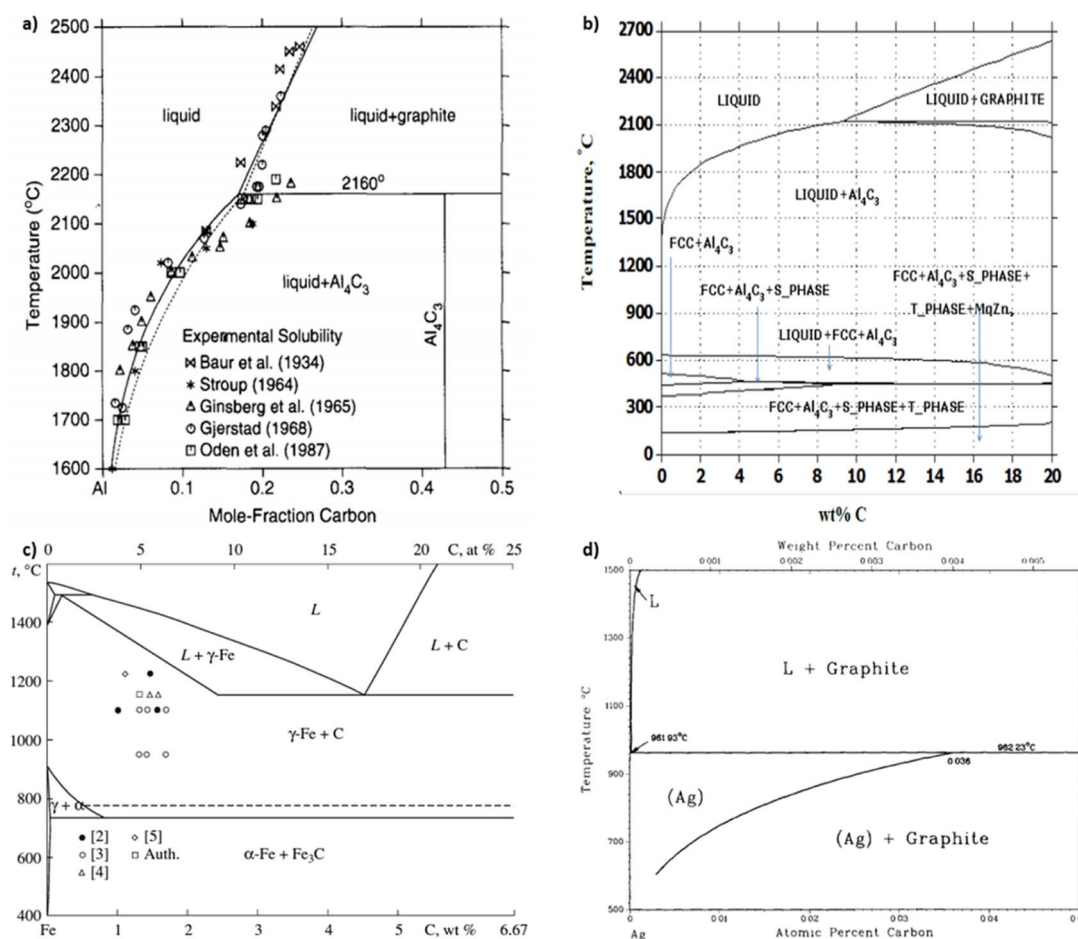 a)
2500
2400
2300
2200
2100
2000
1900
1800
1700
1600
Temperature (°C)
liquid
liquid+graphite
2160°
liquid+Al₄C₃
Al₄C₃
Experimental Solubility
Baur et al. (1934)
Stroup (1964)
Ginsberg et al. (1965)
Gjerstad (1968)
Oden et al. (1987)
Al
0.1
0.2
0.3
0.4
0.5
Mole-Fraction Carbon
b)
2700
2400
2100
1800
1500
1200
900
600
300
0
Temperature, °C
LIQUID
LIQUID+GRAPHITE
LIQUID+Al₄C₃
FCC+Al₄C₃
FCC+Al₄C₃+S_PHASE
FCC+Al₄C₃+S_PHASE+
T_PHASE+MgZn₂
LIQUID+FCC+Al₄C₃
FCC+Al₄C₃+S_PHASE+T_PHASE
0 2 4 6 8 10 12 14 16 18 20
wt% C
c)
0 5 10 15 20 C, at % 25
t, °C
1400
1200
1000
800
600
400
L
L + γ-Fe
L + C
γ-Fe + C
γ + α
[2]
[3]
[4]
[5]
Auth.
α-Fe + Fe₃C
Fe 1 2 3 4 5 C, wt % 6.67
d)
Weight Percent Carbon
0 0.001 0.002 0.003 0.004 0.005
1500
1300
1100
900
700
500
Temperature °C
L
L + Graphite
961.93°C
962.23°C
0.036
(Ag)
(Ag) + Graphite
0 0.01 0.02 0.03 0.04
Ag
Atomic Percent Carbon